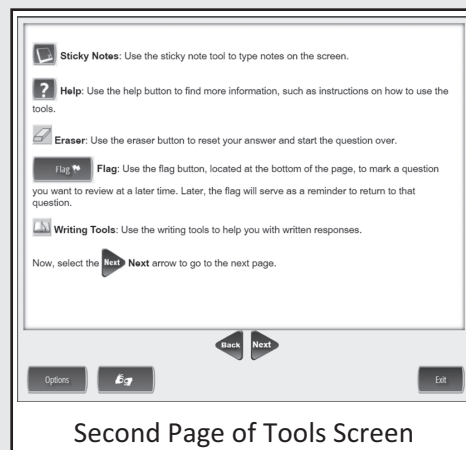 Sticky Notes: Use the sticky note tool to type notes on the screen.
? Help: Use the help button to find more information, such as instructions on how to use the
tools.
Eraser: Use the eraser button to reset your answer and start the question over.
Flag Flag: Use the flag button, located at the bottom of the page, to mark a question
you want to review at a later time. Later, the flag will serve as a reminder to return to that
question.
Writing Tools: Use the writing tools to help you with written responses.
Now, select the Next Next arrow to go to the next page.
Back Next
Options Exit
Second Page of Tools Screen